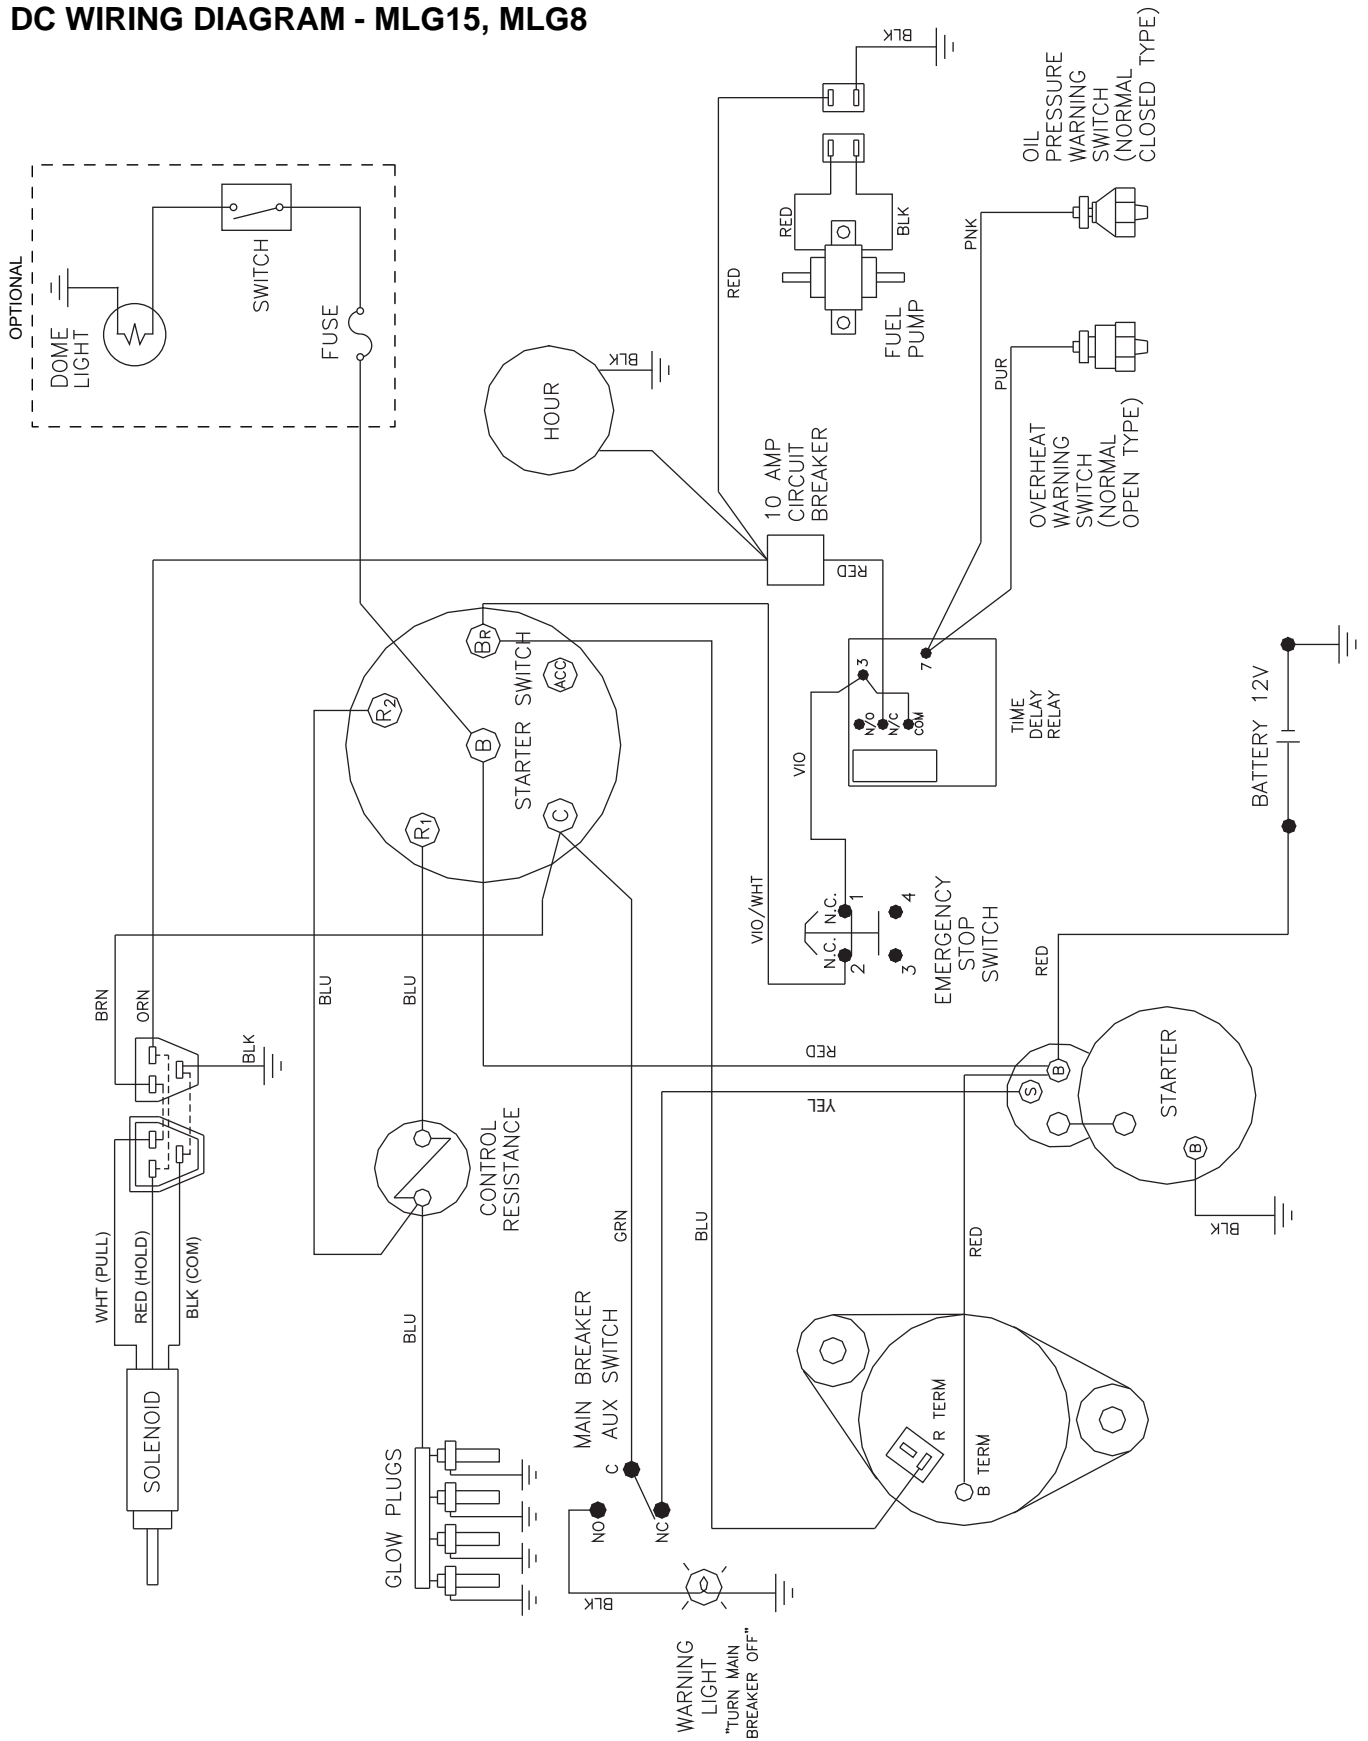 DC WIRING DIAGRAM - MLG15, MLG8
OPTIONAL
DOME
LIGHT
SWITCH
FUSE
HOUR
BLK
BLK
RED
RED
BLK
FUEL
PUMP
OIL
PRESSURE
WARNING
SWITCH
(NORMAL
CLOSED TYPE)
PNK
PUR
OVERHEAT
WARNING
SWITCH
(NORMAL
OPEN TYPE)
10 AMP
CIRCUIT
BREAKER
RED
STARTER SWITCH
R1
R2
B
BR
ACC
C
3
7
N/O
N/C
COM
TIME
DELAY
RELAY
VIO
VIO/WHT
N.C.
N.C.
1
2
3
4
EMERGENCY
STOP
SWITCH
BATTERY 12V
RED
STARTER
S
B
B
BLK
RED
YEL
RED
BRN
ORN
BLK
WHT (PULL)
RED (HOLD)
BLK (COM)
SOLENOID
BLU
BLU
CONTROL
RESISTANCE
BLU
GLOW PLUGS
GRN
BLU
MAIN BREAKER
AUX SWITCH
C
NO
NC
BLK
WARNING
LIGHT
"TURN MAIN
BREAKER OFF"
R TERM
B TERM